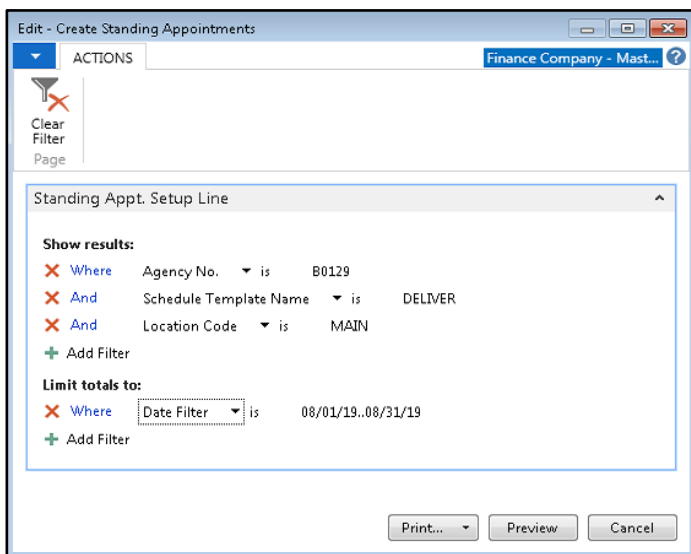 Edit - Create Standing Appointments
ACTIONS
Finance Company - Mast... ?
Clear
Filter
Page
Standing Appt. Setup Line
Show results:
Where Agency No. is B0129
And Schedule Template Name is DELIVER
And Location Code is MAIN
Add Filter
Limit totals to:
Where Date Filter is 08/01/19..08/31/19
Add Filter
Print... Preview Cancel